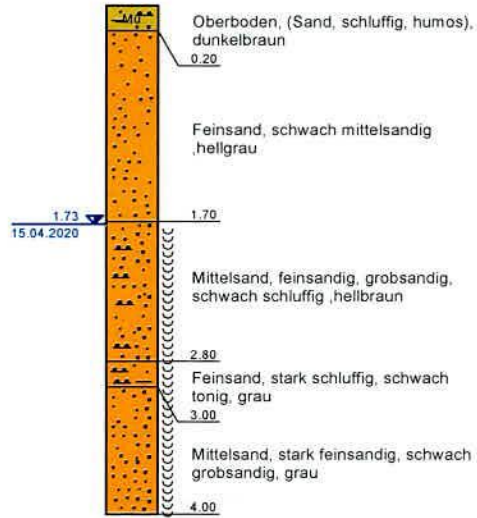 Mu
Oberboden, (Sand, schluffig, humos),
dunkelbraun
0.20
Feinsand, schwach mittelsandig
,hellgrau
1.73
15.04.2020
1.70
Mittelsand, feinsandig, grobsandig,
schwach schluffig ,hellbraun
2.80
Feinsand, stark schluffig, schwach
tonig, grau
3.00
Mittelsand, stark feinsandig, schwach
grobsandig, grau
4.00